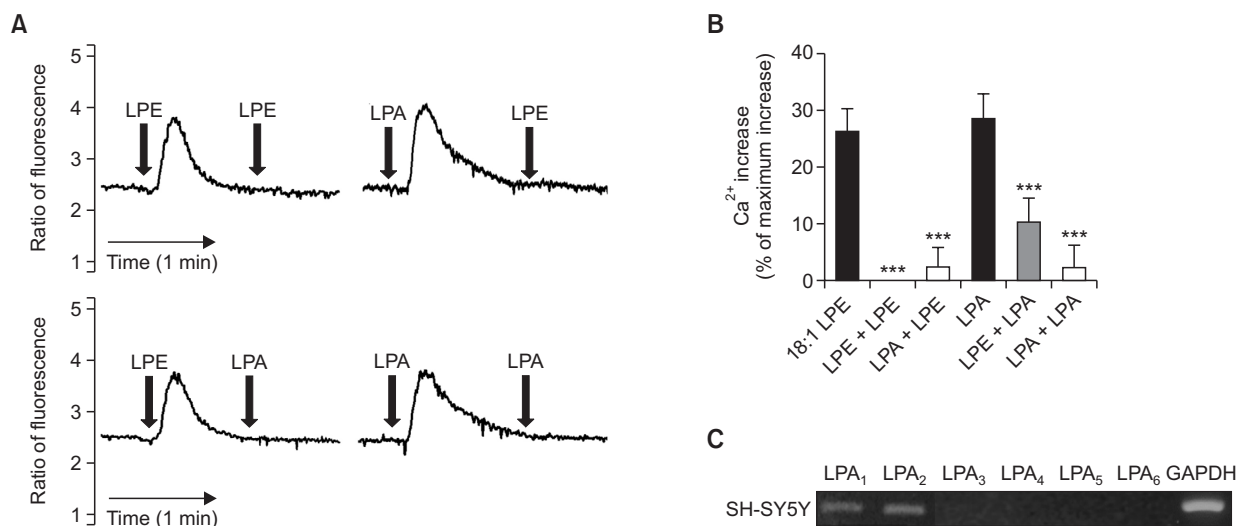 A
Ratio of fluorescence
5
4
3
2
1
LPE
LPE
LPA
LPE
Time (1 min)
Ratio of fluorescence
5
4
3
2
1
LPE
LPA
LPA
LPA
Time (1 min)
B
Ca2+ increase
(% of maximum increase)
40
30
20
10
0
***
***
***
***
18:1 LPE
LPE + LPE
LPA + LPE
LPA
LPE + LPA
LPA + LPA
C
LPA1 LPA2 LPA3 LPA4 LPA5 LPA6 GAPDH
SH-SY5Y